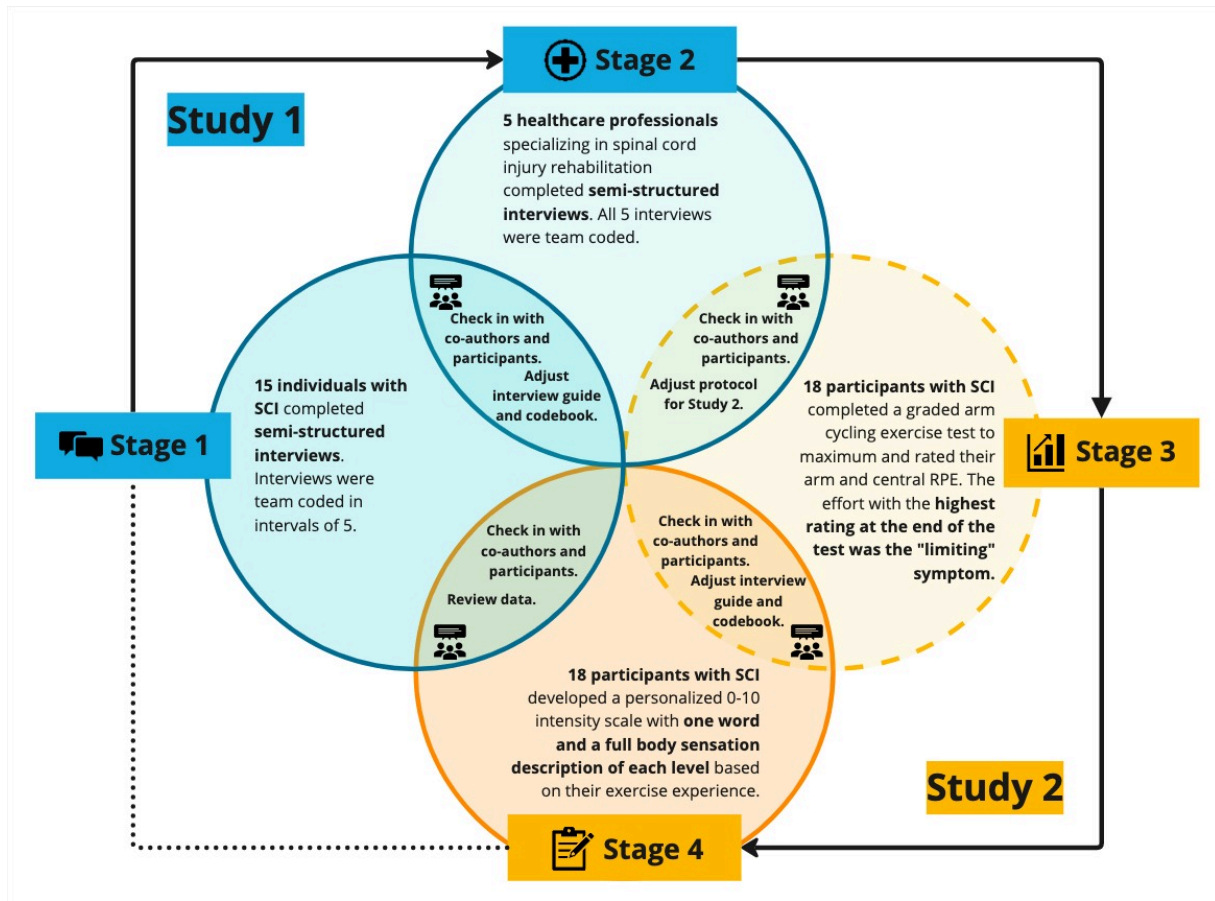 Stage 2
Study 1
5 healthcare professionals
specializing in spinal cord
injury rehabilitation
completed semi-structured
interviews. All 5 interviews
were team coded.
Check in with
co-authors and
participants.
Adjust
interview guide
and codebook.
Check in with
co-authors and
participants.
Adjust protocol
for Study 2.
Stage 1
15 individuals with
SCI completed
semi-structured
interviews.
Interviews were
team coded in
intervals of 5.
18 participants with SCI
completed a graded arm
cycling exercise test to
maximum and rated their
arm and central RPE. The
effort with the highest
rating at the end of the
test was the "limiting"
symptom.
Stage 3
Check in with
co-authors and
participants.
Review data.
Check in with
co-authors and
participants.
Adjust interview
guide and
codebook.
18 participants with SCI
developed a personalized 0-10
intensity scale with one word
and a full body sensation
description of each level based
on their exercise experience.
Study 2
Stage 4